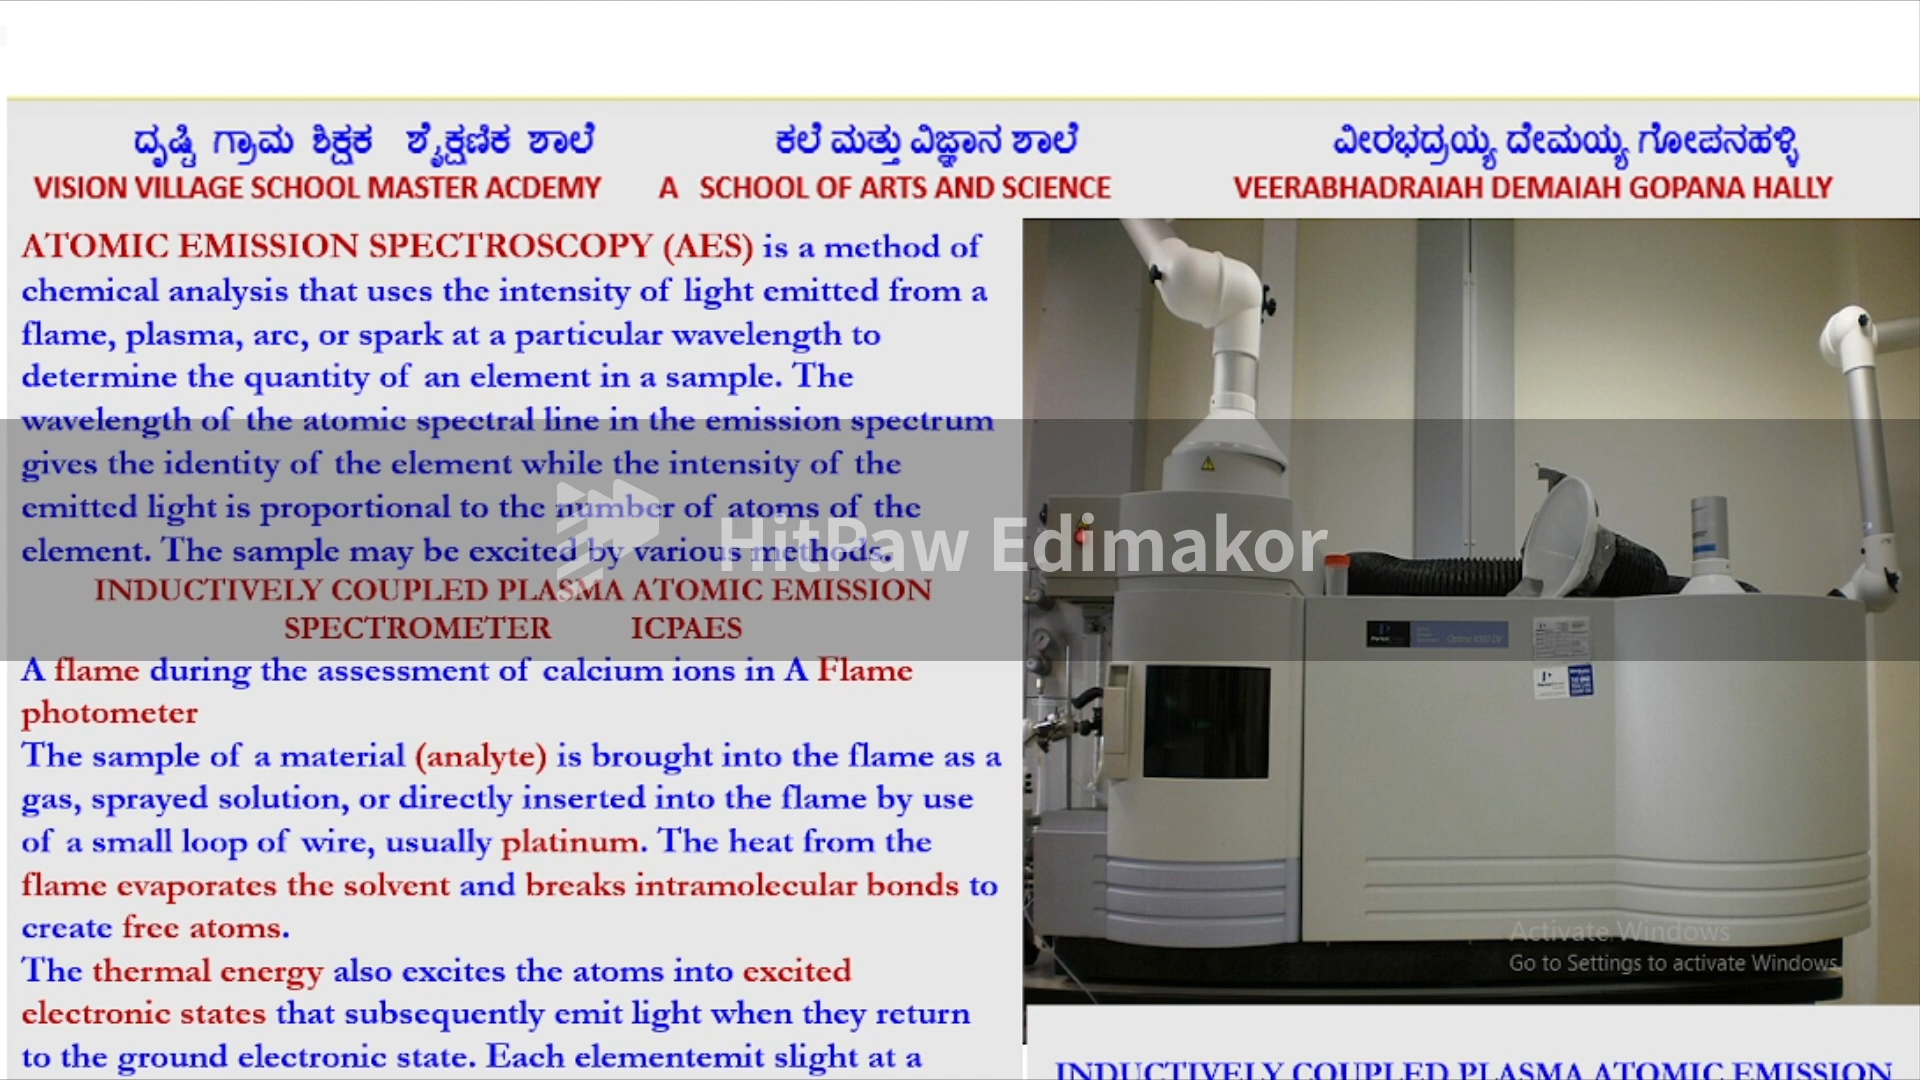 ದೃಷ್ಟಿ ಗ್ರಾಮ ಶಿಕ್ಷಕ ಶೈಕ್ಷಣಿಕ ಶಾಲೆ ಕಲೆ ಮತ್ತು ವಿಜ್ಞಾನ ಶಾಲೆ ವೀರಭದ್ರಯ್ಯ ದೇಮಯ್ಯ ಗೋಪನಹಳ್ಳಿ
VISION VILLAGE SCHOOL MASTER ACDEMY A SCHOOL OF ARTS AND SCIENCE VEERABHADRAIAH DEMAIAH GOPANA HALLY
ATOMIC EMISSION SPECTROSCOPY (AES) is a method of
chemical analysis that uses the intensity of light emitted from a
flame, plasma, arc, or spark at a particular wavelength to
determine the quantity of an element in a sample. The
wavelength of the atomic spectral line in the emission spectrum
gives the identity of the element while the intensity of the
emitted light is proportional to the number of atoms of the
element. The sample may be excited by various methods.
HitPaw Edimakor
INDUCTIVELY COUPLED PLASMA ATOMIC EMISSION
SPECTROMETER ICPAES
A flame during the assessment of calcium ions in A Flame
photometer
The sample of a material (analyte) is brought into the flame as a
gas, sprayed solution, or directly inserted into the flame by use
of a small loop of wire, usually platinum. The heat from the
flame evaporates the solvent and breaks intramolecular bonds to
create free atoms.
The thermal energy also excites the atoms into excited
electronic states that subsequently emit light when they return
to the ground electronic state. Each elementemit slight at a
Activate Windows
Go to Settings to activate Windows.
INDUCTIVELY COUPLED PLASMA ATOMIC EMISSION